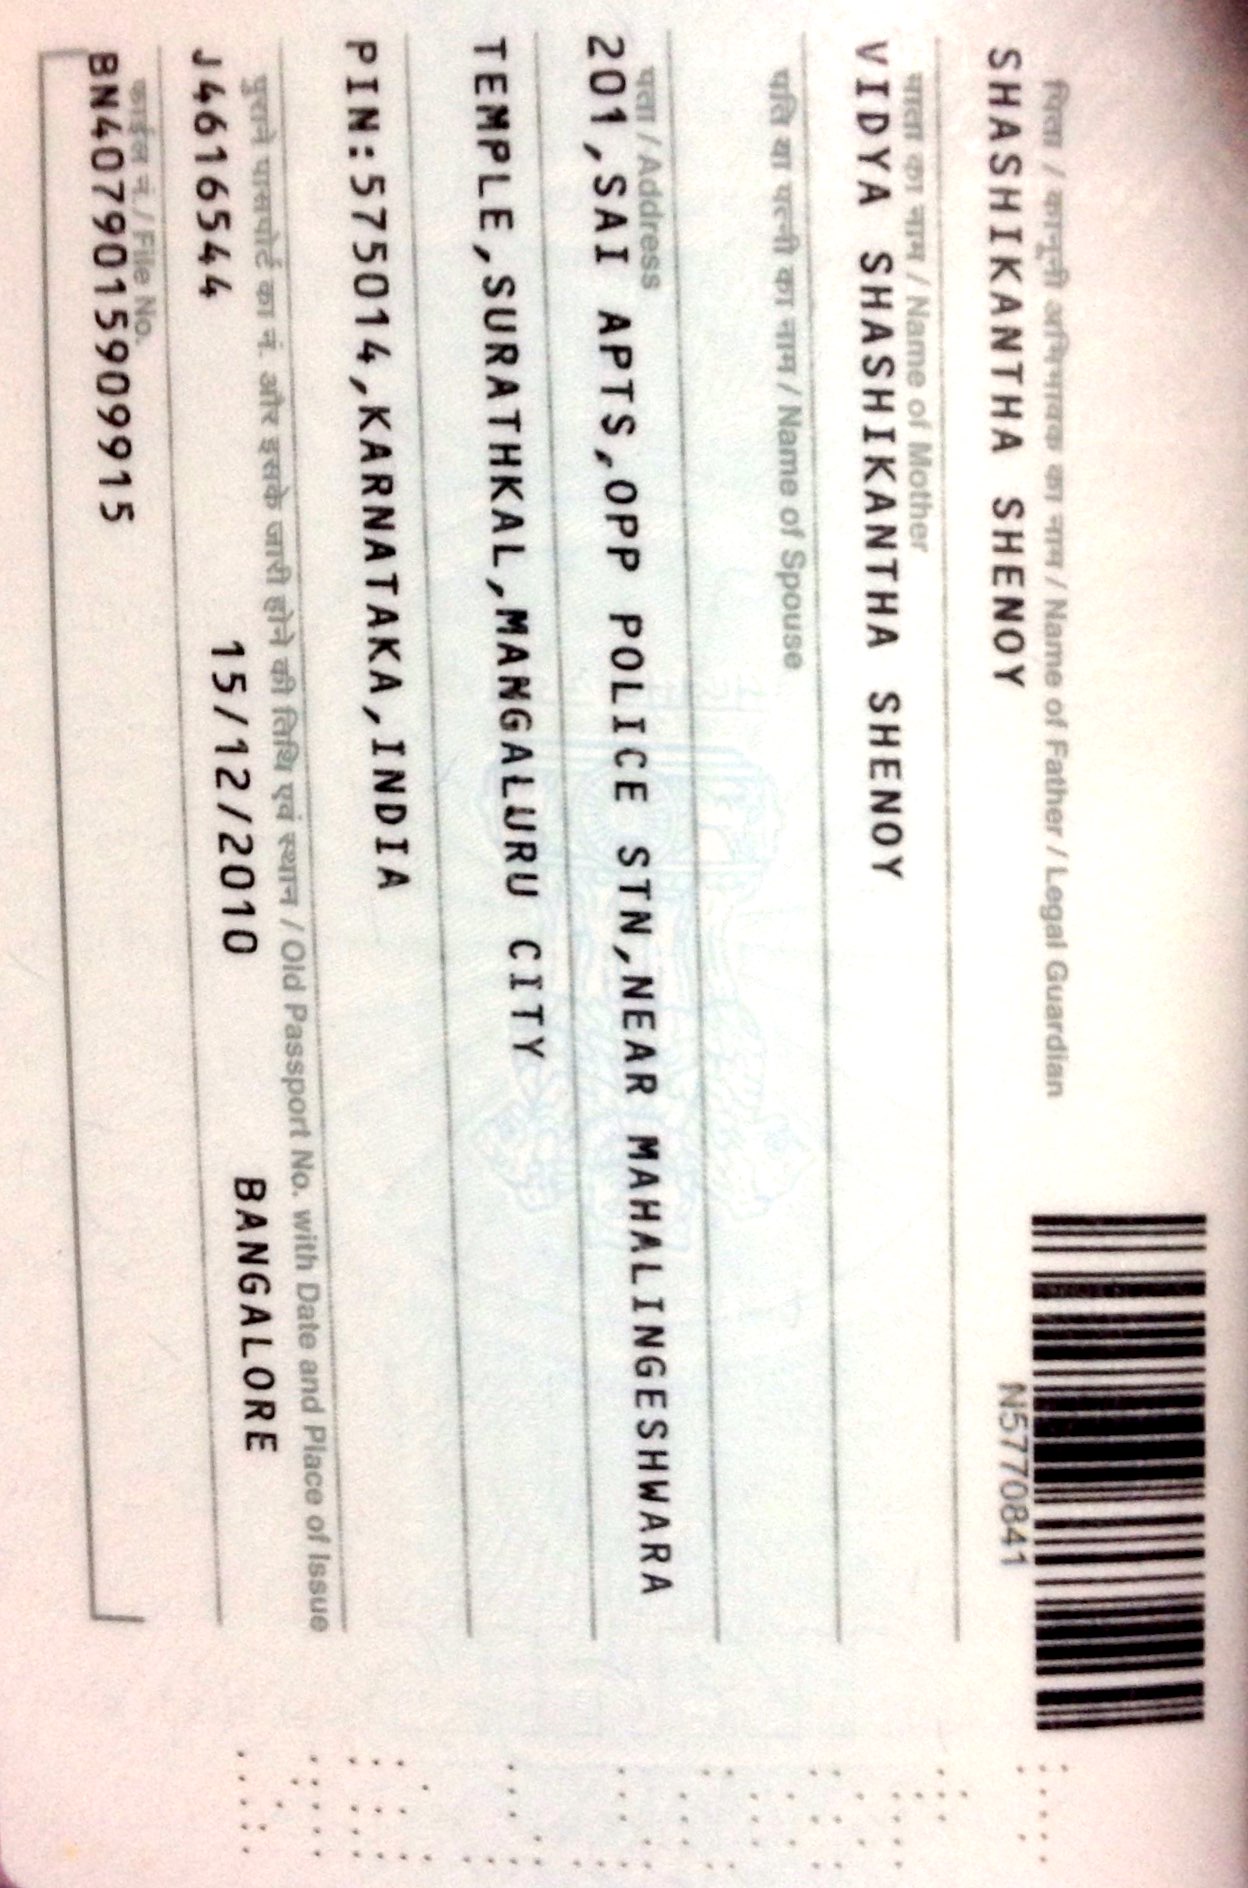 पिता / कानूनी अभिभावक का नाम / Name of Father / Legal Guardian
SHASHIKANTHA SHENOY
N5770841
माता का नाम / Name of Mother
VIDYA SHASHIKANTHA SHENOY
पति या पत्नी का नाम / Name of Spouse
पता / Address
201,SAI APTS,OPP POLICE STN,NEAR MAHALINGESHWARA
TEMPLE,SURATHKAL,MANGALURU CITY
PIN:575014,KARNATAKA,INDIA
पुराने पासपोर्ट का नं. और इसके जारी होने की तिथि एवं स्थान / Old Passport No. with Date and Place of Issue
J4616544 15/12/2010 BANGALORE
फाईल नं. / File No.
BN4079015909915